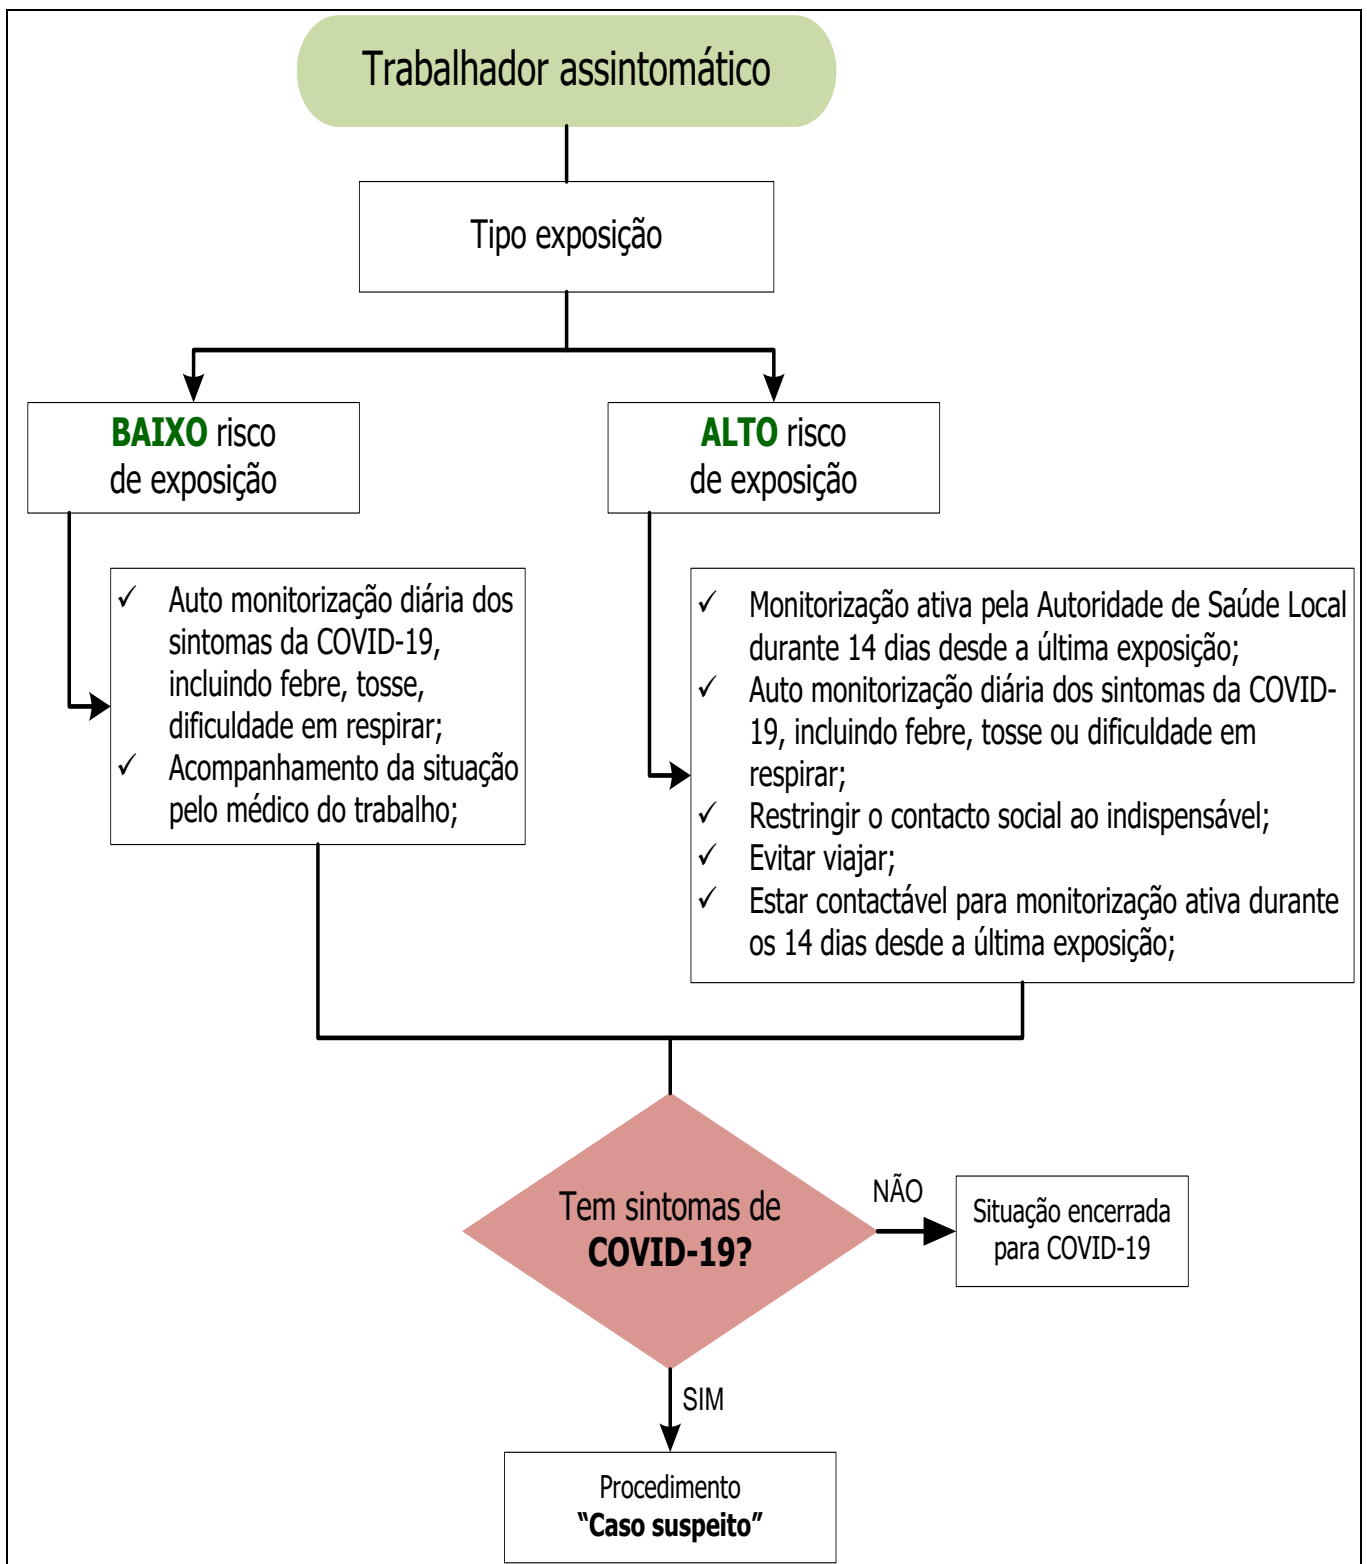 Trabalhador assintomático
Tipo exposição
BAIXO risco
de exposição
ALTO risco
de exposição
✓ Auto monitorização diária dos
sintomas da COVID-19,
incluindo febre, tosse,
dificuldade em respirar;
✓ Acompanhamento da situação
pelo médico do trabalho;
✓ Monitorização ativa pela Autoridade de Saúde Local
durante 14 dias desde a última exposição;
✓ Auto monitorização diária dos sintomas da COVID-
19, incluindo febre, tosse ou dificuldade em
respirar;
✓ Restringir o contacto social ao indispensável;
✓ Evitar viajar;
✓ Estar contactável para monitorização ativa durante
os 14 dias desde a última exposição;
Tem sintomas de
COVID-19?
NÃO
Situação encerrada
para COVID-19
SIM
Procedimento
“Caso suspeito”